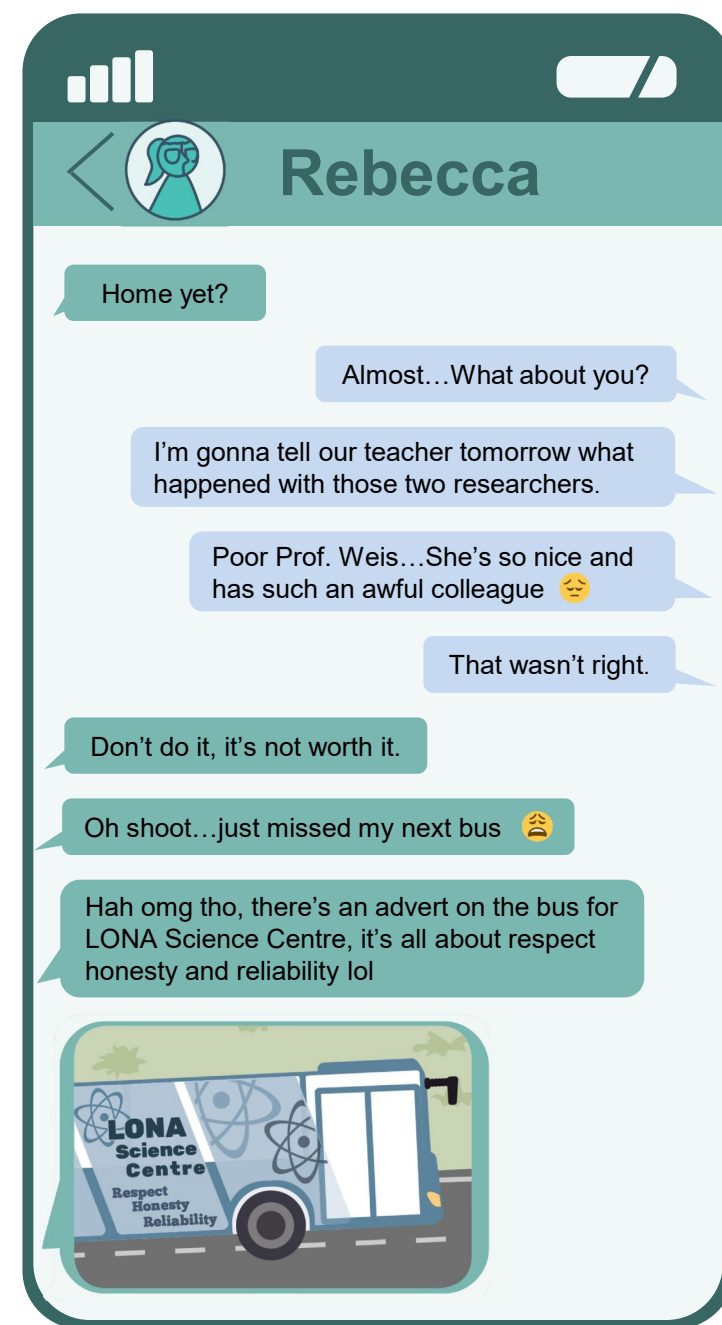 Rebecca
Home yet?
Almost…What about you?
I'm gonna tell our teacher tomorrow what
happened with those two researchers.
Poor Prof. Weis…She's so nice and
has such an awful colleague 😔
That wasn't right.
Don't do it, it's not worth it.
Oh shoot…just missed my next bus 😩
Hah omg tho, there's an advert on the bus for
LONA Science Centre, it's all about respect
honesty and reliability lol
LONA
Science
Centre
Respect
Honesty
Reliability